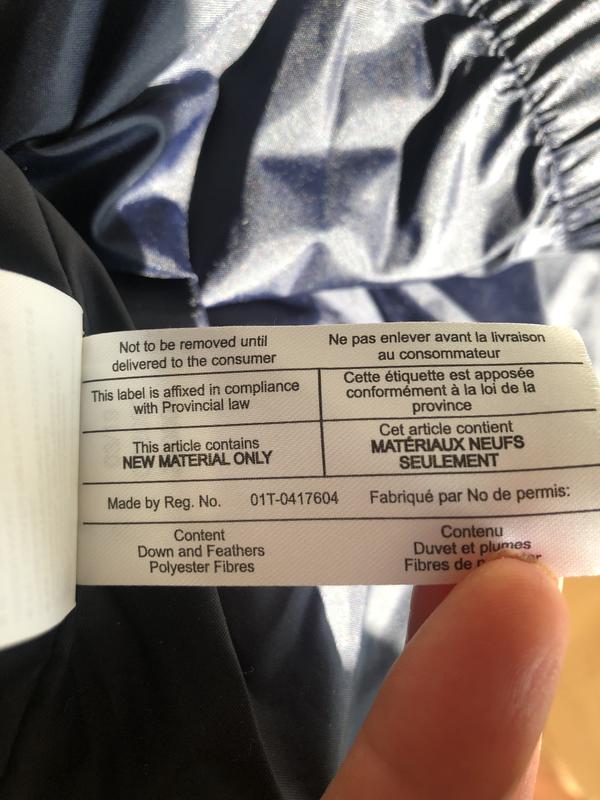 Not to be removed until
delivered to the consumer
Ne pas enlever avant la livraison
au consommateur
This label is affixed in compliance
with Provincial law
Cette étiquette est apposée
conformément à la loi de la
province
This article contains
NEW MATERIAL ONLY
Cet article contient
MATÉRIAUX NEUFS
SEULEMENT
Made by Reg. No. 01T-0417604 Fabriqué par No de permis:
Content
Down and Feathers
Polyester Fibres
Contenu
Duvet et plumes
Fibres de